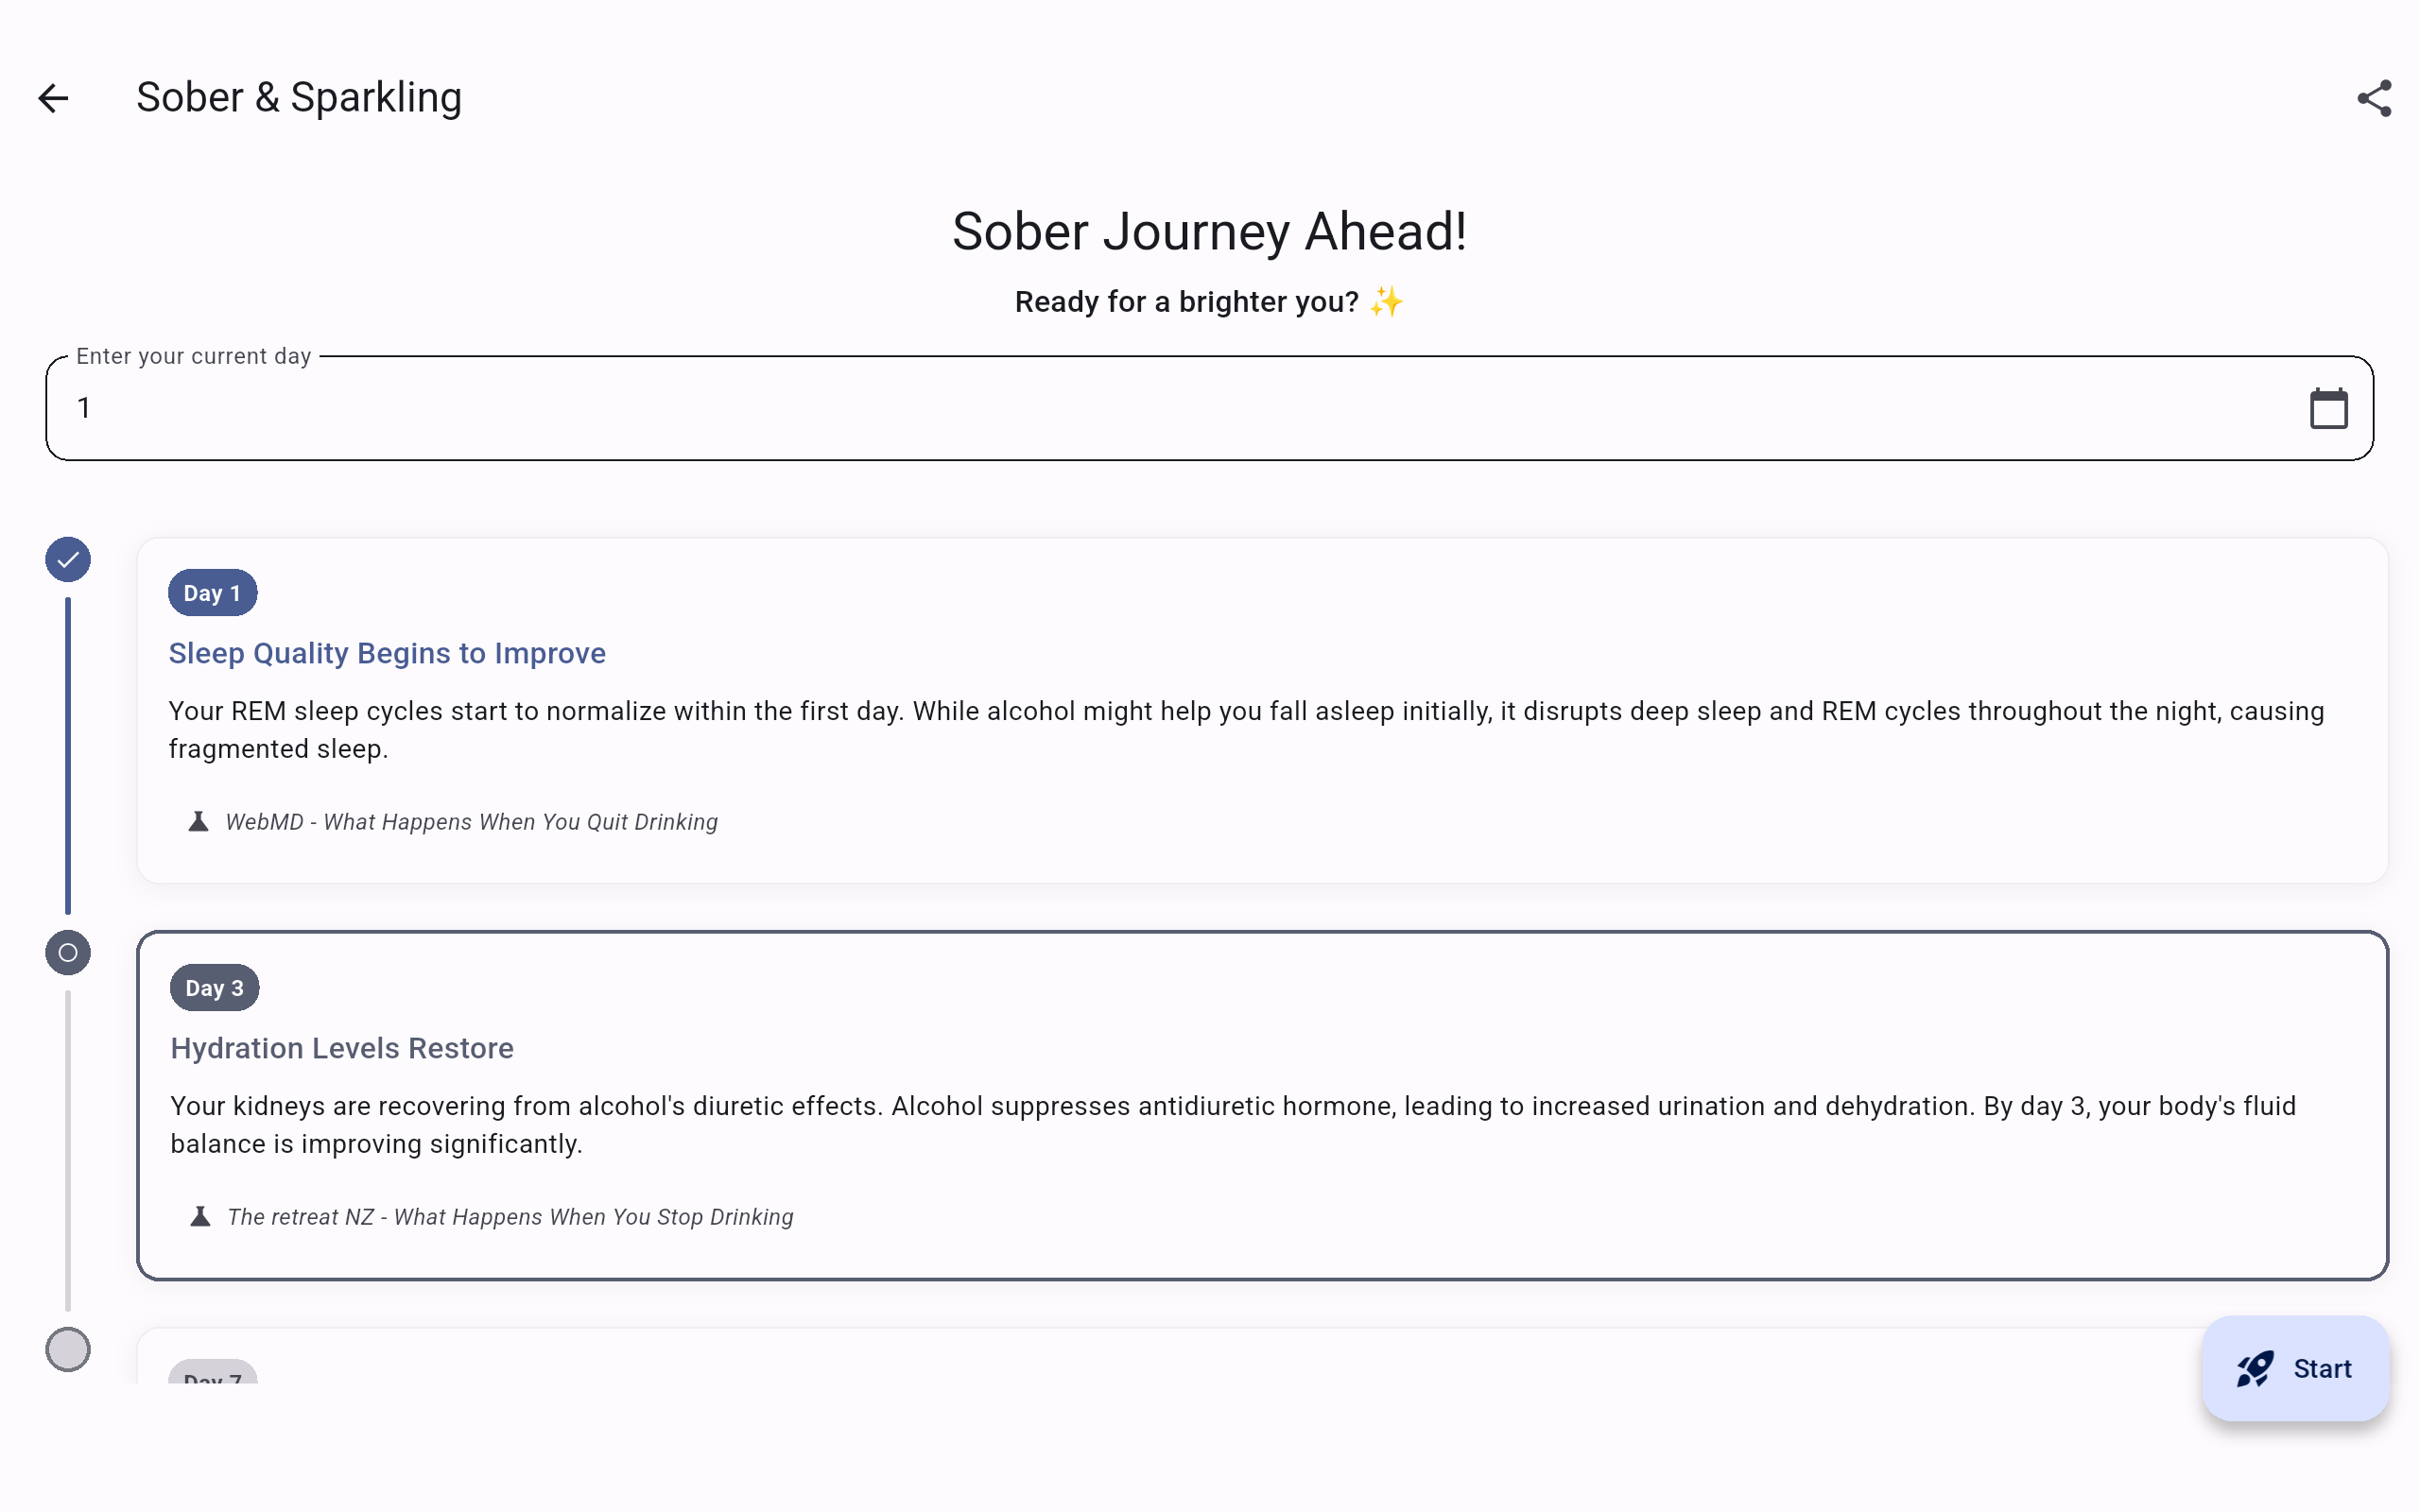 Sober & Sparkling
Sober Journey Ahead!
Ready for a brighter you? ✨
Enter your current day
1
Day 1
Sleep Quality Begins to Improve
Your REM sleep cycles start to normalize within the first day. While alcohol might help you fall asleep initially, it disrupts deep sleep and REM cycles throughout the night, causing
fragmented sleep.
WebMD - What Happens When You Quit Drinking
Day 3
Hydration Levels Restore
Your kidneys are recovering from alcohol's diuretic effects. Alcohol suppresses antidiuretic hormone, leading to increased urination and dehydration. By day 3, your body's fluid
balance is improving significantly.
The retreat NZ - What Happens When You Stop Drinking
Day 7
Start